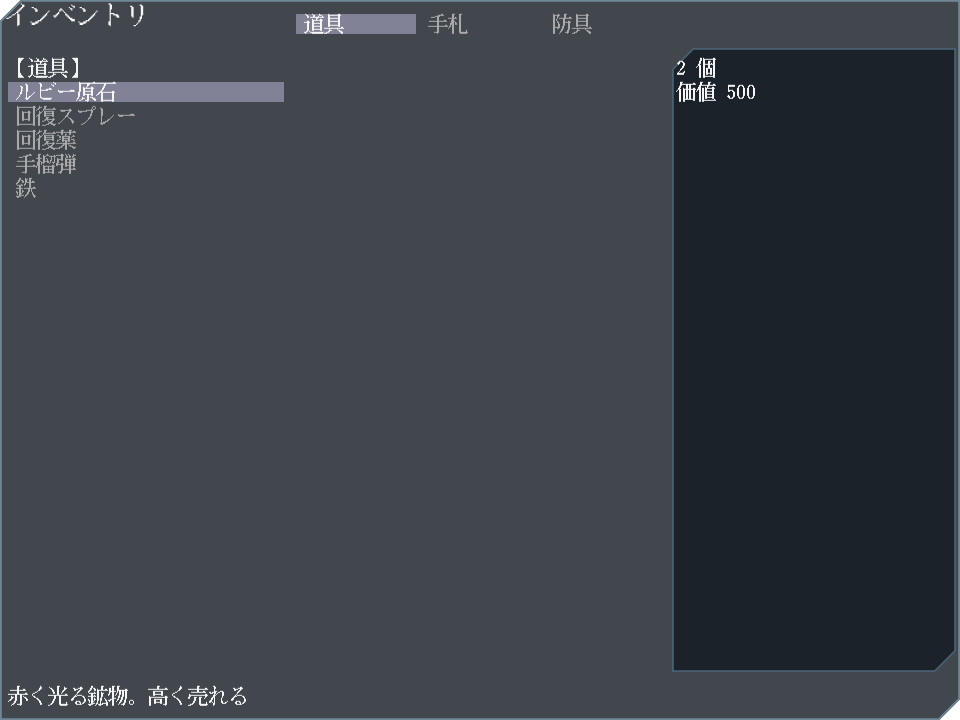 インベントリ
道具 手札 防具
【道具】
ルビー原石
回復スプレー
回復薬
手榴弾
鉄
2 個
価値 500
赤く光る鉱物。高く売れる